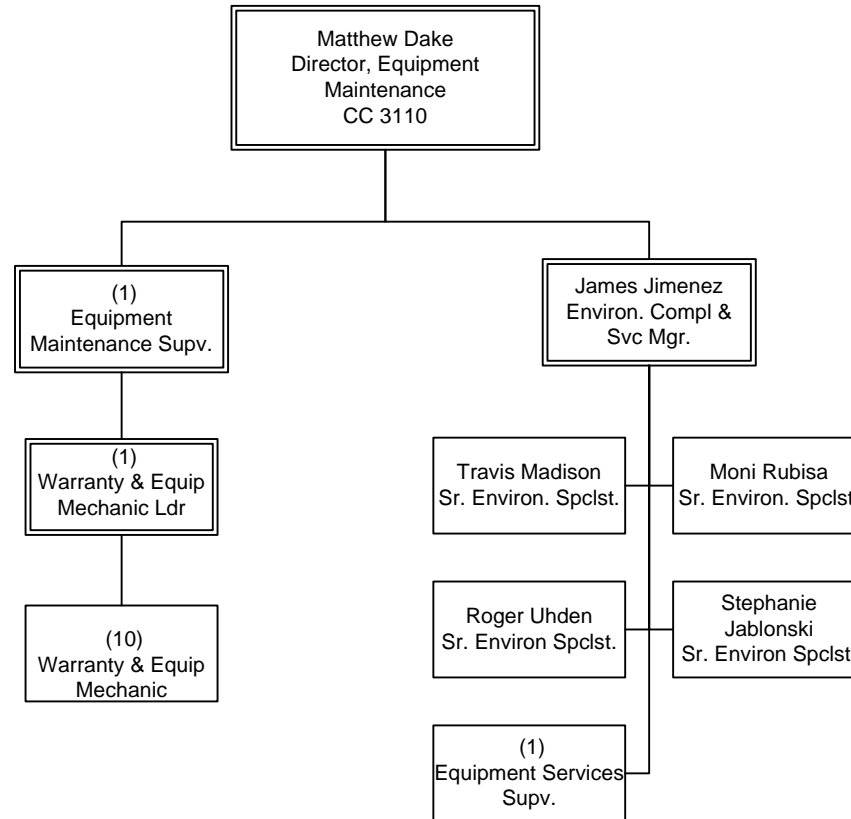 Matthew Dake
Director, Equipment
Maintenance
CC 3110
(1)
Equipment
Maintenance Supv.
James Jimenez
Environ. Compl &
Svc Mgr.
(1)
Warranty & Equip
Mechanic Ldr
Travis Madison
Sr. Environ. Spclst.
Moni Rubisa
Sr. Environ. Spclst
(10)
Warranty & Equip
Mechanic
Roger Uhden
Sr. Environ Spclst.
Stephanie
Jablonski
Sr. Environ Spclst
(1)
Equipment Services
Supv.